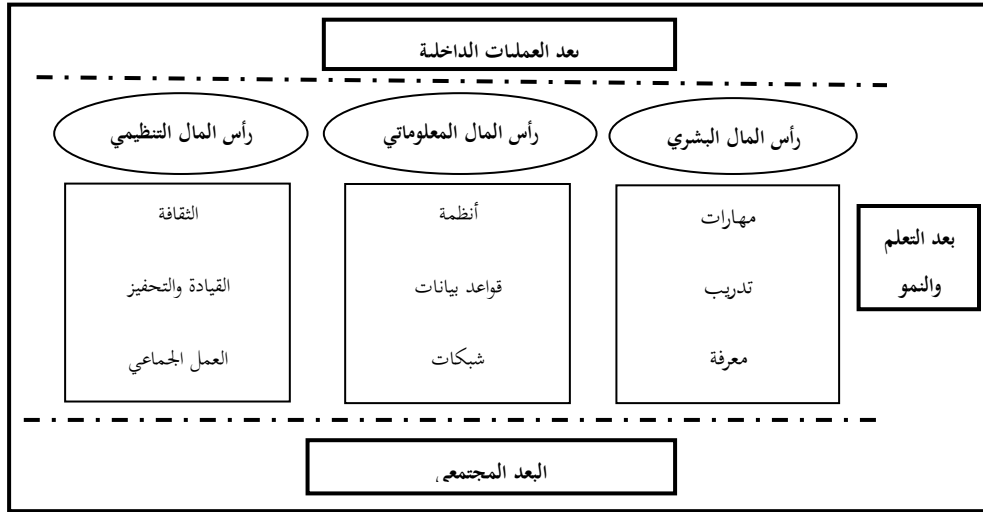 بعد العمليات الداخلية
رأس المال البشري
رأس المال المعلوماتي
رأس المال التنظيمي
مهارات
تدريب
معرفة
أنظمة
قواعد بيانات
شبكات
الثقافة
القيادة والتحفيز
العمل الجماعي
بعد التعلم
والنمو
البعد المجتمعي